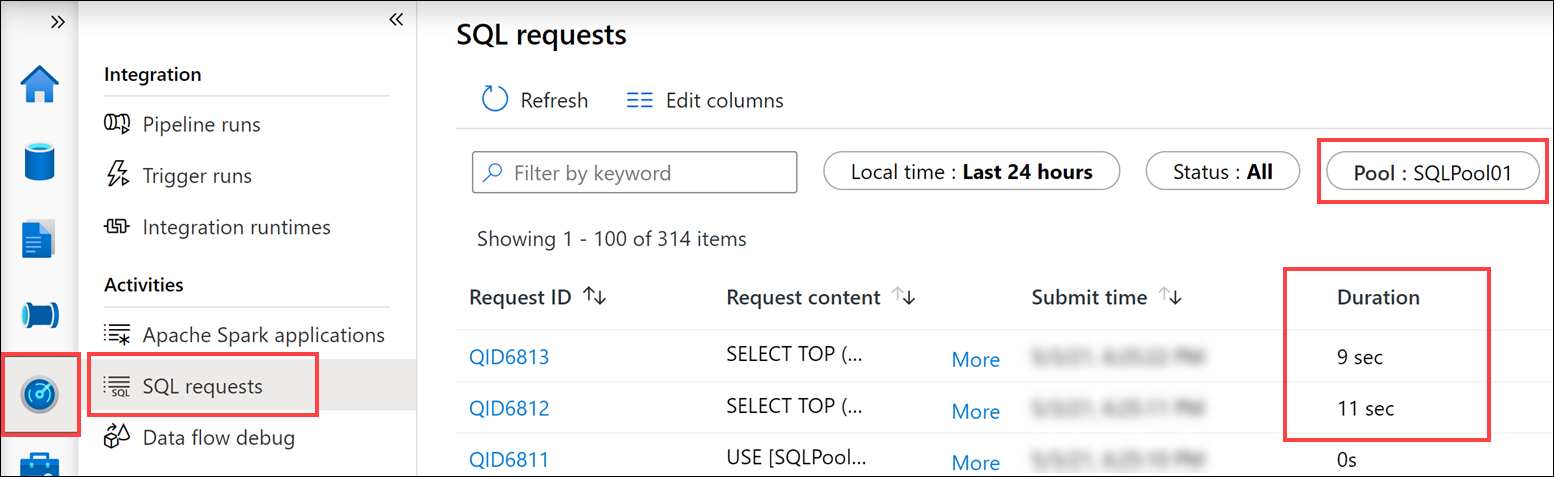 Integration
Pipeline runs
Trigger runs
Integration runtimes
Activities
Apache Spark applications
SQL requests
Data flow debug
SQL requests
Refresh Edit columns
Filter by keyword Local time : Last 24 hours Status : All Pool : SQLPool01
Showing 1 - 100 of 314 items
Request ID Request content Submit time Duration
QID6813 SELECT TOP (... More 9 sec
QID6812 SELECT TOP (... More 11 sec
QID6811 USE [SQLPool... More 0s